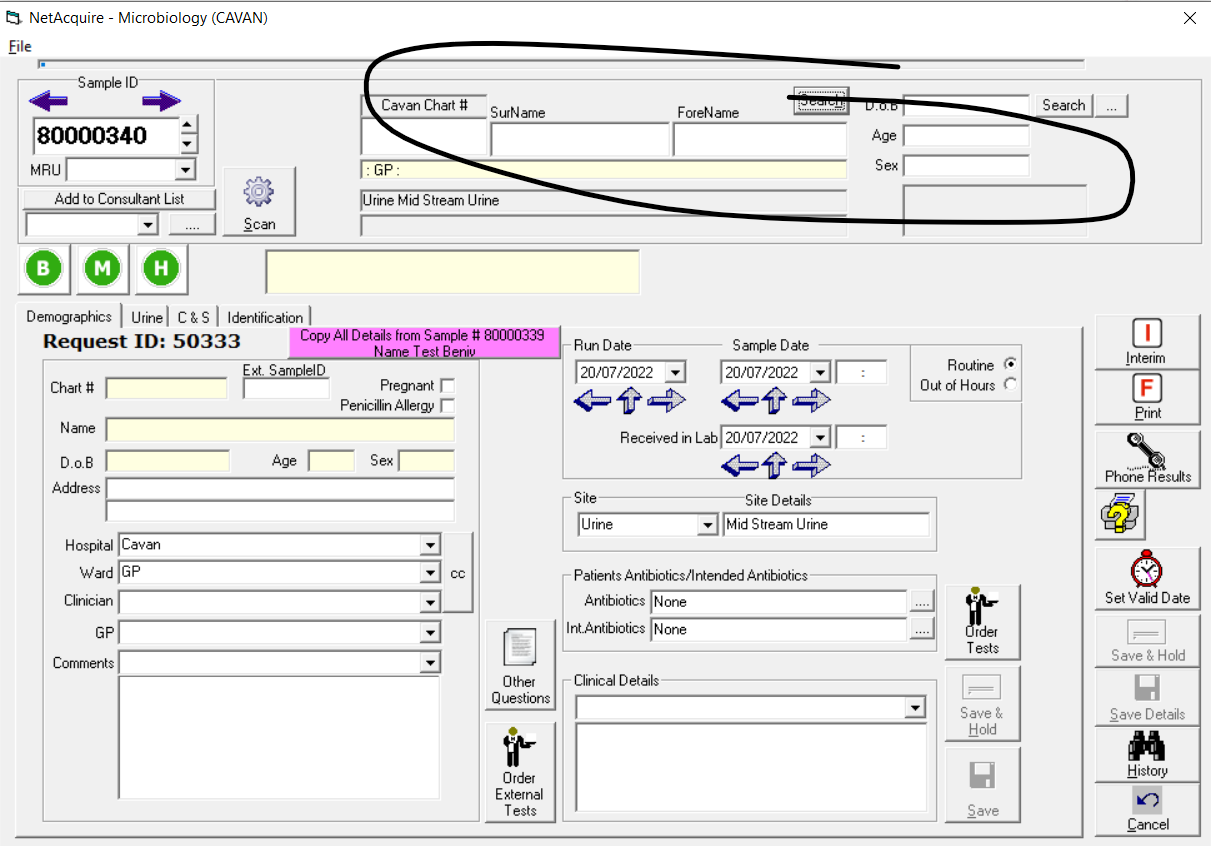 NetAcquire - Microbiology (CAVAN)
File
Sample ID
80000340
MRU
Add to Consultant List
....
Scan
Cavan Chart #
SurName
ForeName
Search
D.o.B
Search
...
Age
Sex
: GP :
Urine Mid Stream Urine
B
M
H
Demographics
Urine
C & S
Identification
Request ID: 50333
Copy All Details from Sample # 80000339
Name Test Beniv
Chart #
Ext. SampleID
Pregnant
Penicillin Allergy
Name
D.o.B
Age
Sex
Address
Hospital
Cavan
Ward
GP
cc
Clinician
GP
Comments
Other
Questions
Order
External
Tests
Run Date
Sample Date
20/07/2022
20/07/2022
:
Routine
Out of Hours
Received in Lab
20/07/2022
:
Site
Site Details
Urine
Mid Stream Urine
Patients Antibiotics/Intended Antibiotics
Antibiotics
None
....
Int.Antibiotics
None
....
Clinical Details
Order
Tests
Save &
Hold
Save
I
Interim
F
Print
Phone Results
?
Set Valid Date
Save & Hold
Save Details
History
Cancel